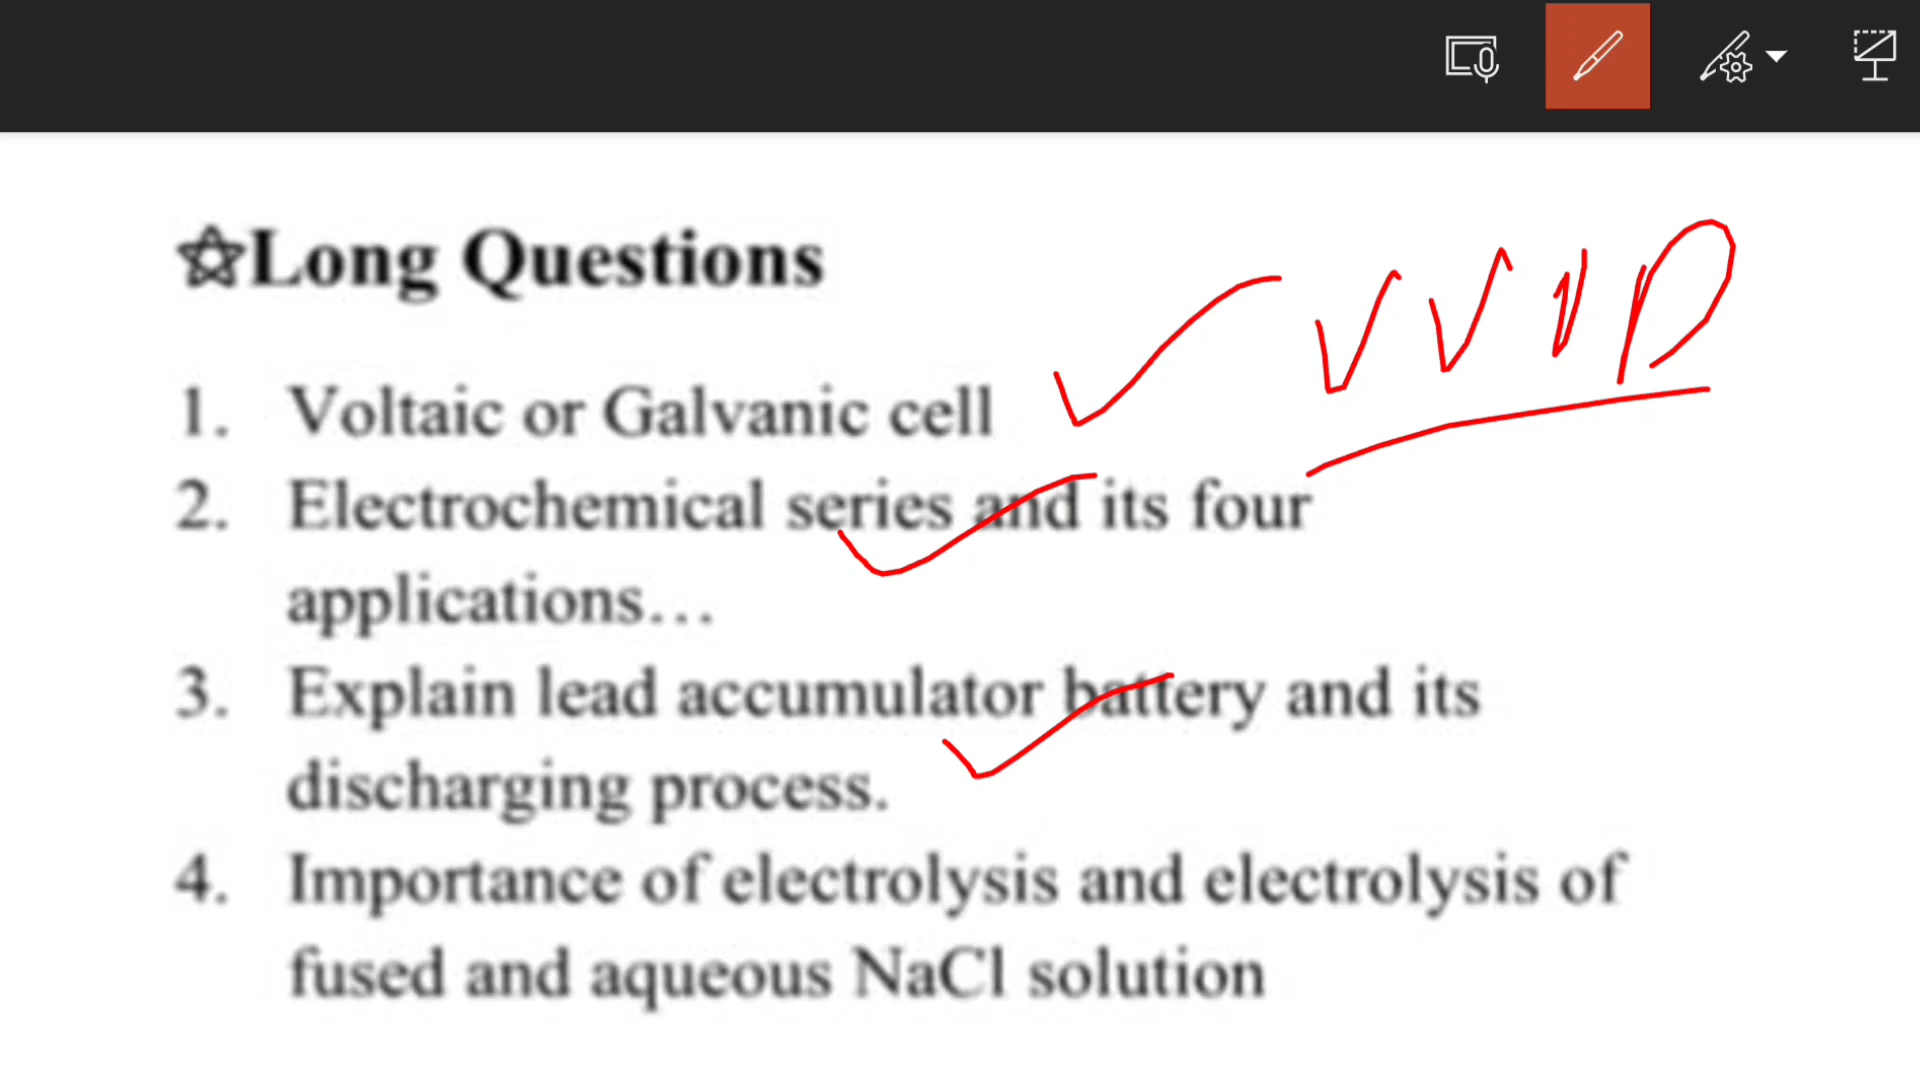 ☆Long Questions
VVIP
1. Voltaic or Galvanic cell
2. Electrochemical series and its four
applications...
3. Explain lead accumulator battery and its
discharging process.
4. Importance of electrolysis and electrolysis of
fused and aqueous NaCl solution